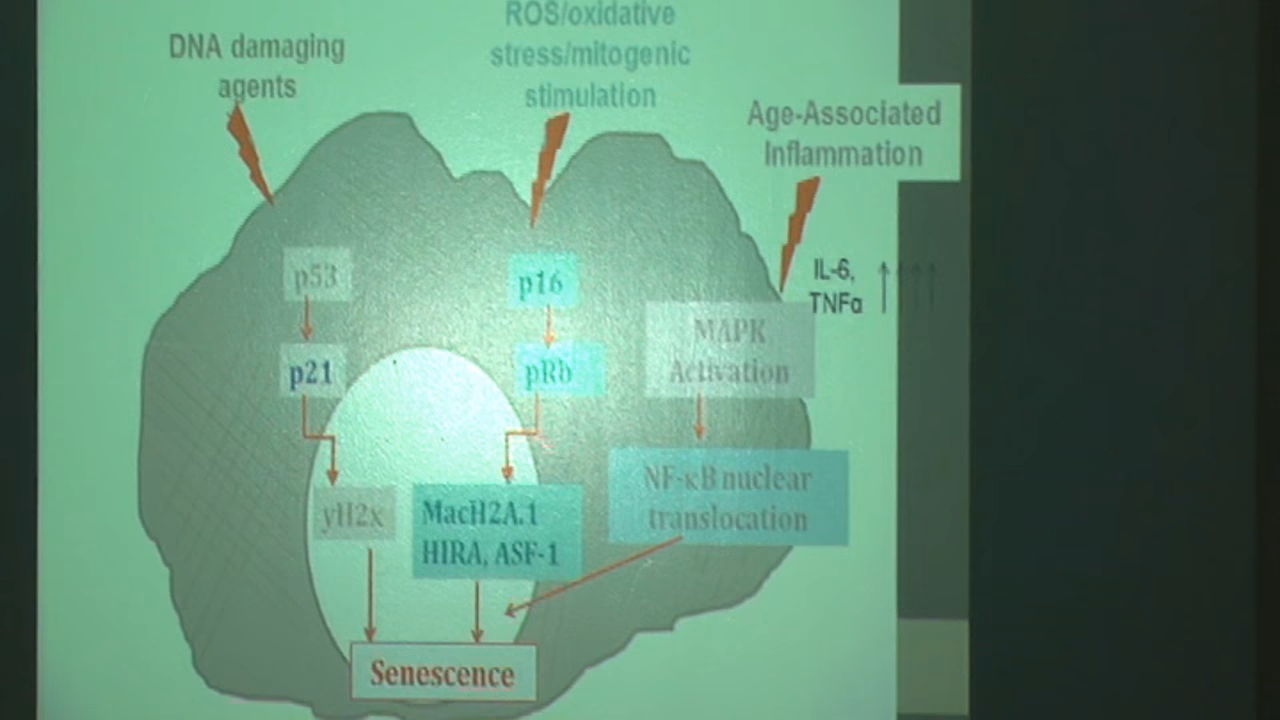 ROS/oxidative
stress/mitogenic
stimulation
DNA damaging
agents
Age-Associated
Inflammation
IL-6,
TNFα
p53
p16
MAPK
Activation
p21
pRb
NF-κB nuclear
translocation
γH2x
MacH2A.1
HIRA, ASF-1
Senescence